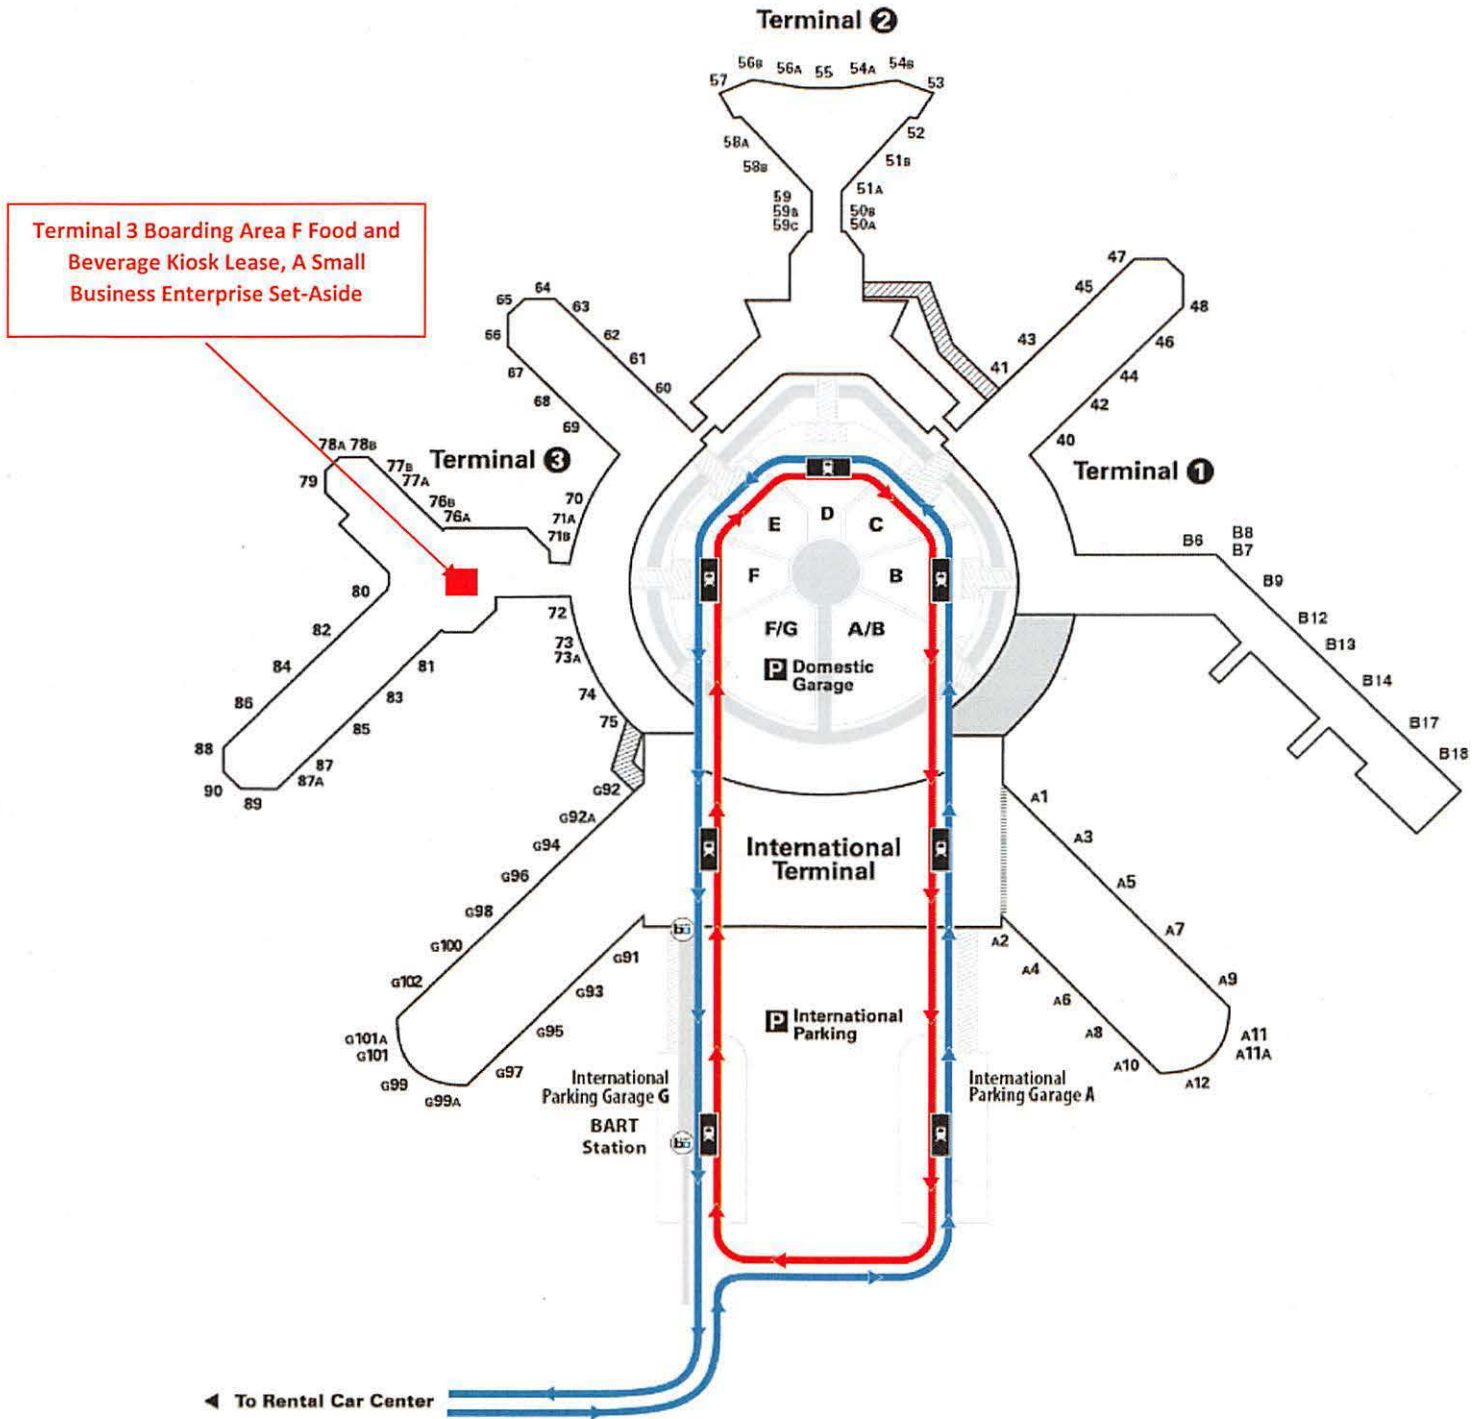 Terminal 2
56B
56A
55
54A
54B
57
53
58A
58B
52
51B
59
59B
59C
51A
50B
50A
Terminal 3 Boarding Area F Food and
Beverage Kiosk Lease, A Small
Business Enterprise Set-Aside
65
64
63
66
62
61
67
60
68
69
47
45
48
43
46
41
44
42
40
78A 78B
79
77B
77A
76B
76A
Terminal 3
70
71A
71B
Terminal 1
B6
B8
B7
B9
B12
B13
B14
B17
B18
E
D
C
F
B
F/G
A/B
P Domestic
Garage
80
82
84
86
88
90
89
87A
87
85
83
81
72
73
73A
74
75
G92
G92A
G94
G96
G98
G100
G102
G101A
G101
G99
G99A
G97
G95
G93
G91
International
Terminal
A1
A3
A5
A7
A9
A11
A11A
A12
A10
A8
A6
A4
A2
P International
Parking
International
Parking Garage G
BART
Station
International
Parking Garage A
To Rental Car Center